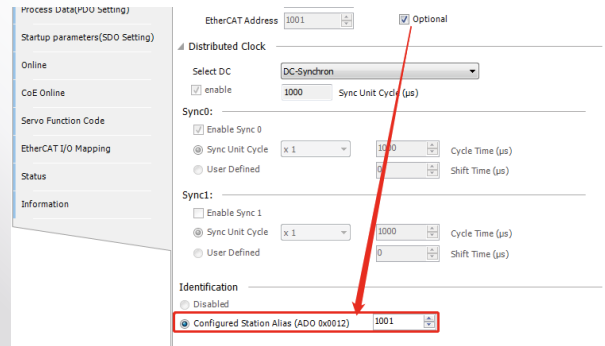 Process Data(PDO Setting)
Startup parameters(SDO Setting)
Online
CoE Online
Servo Function Code
EtherCAT I/O Mapping
Status
Information
EtherCAT Address 1001 Optional
Distributed Clock
Select DC DC-Synchron
enable 1000 Sync Unit Cycle (µs)
Sync0:
Enable Sync 0
Sync Unit Cycle x 1 1000 Cycle Time (µs)
User Defined 0 Shift Time (µs)
Sync1:
Enable Sync 1
Sync Unit Cycle x 1 1000 Cycle Time (µs)
User Defined 0 Shift Time (µs)
Identification
Disabled
Configured Station Alias (ADO 0x0012) 1001